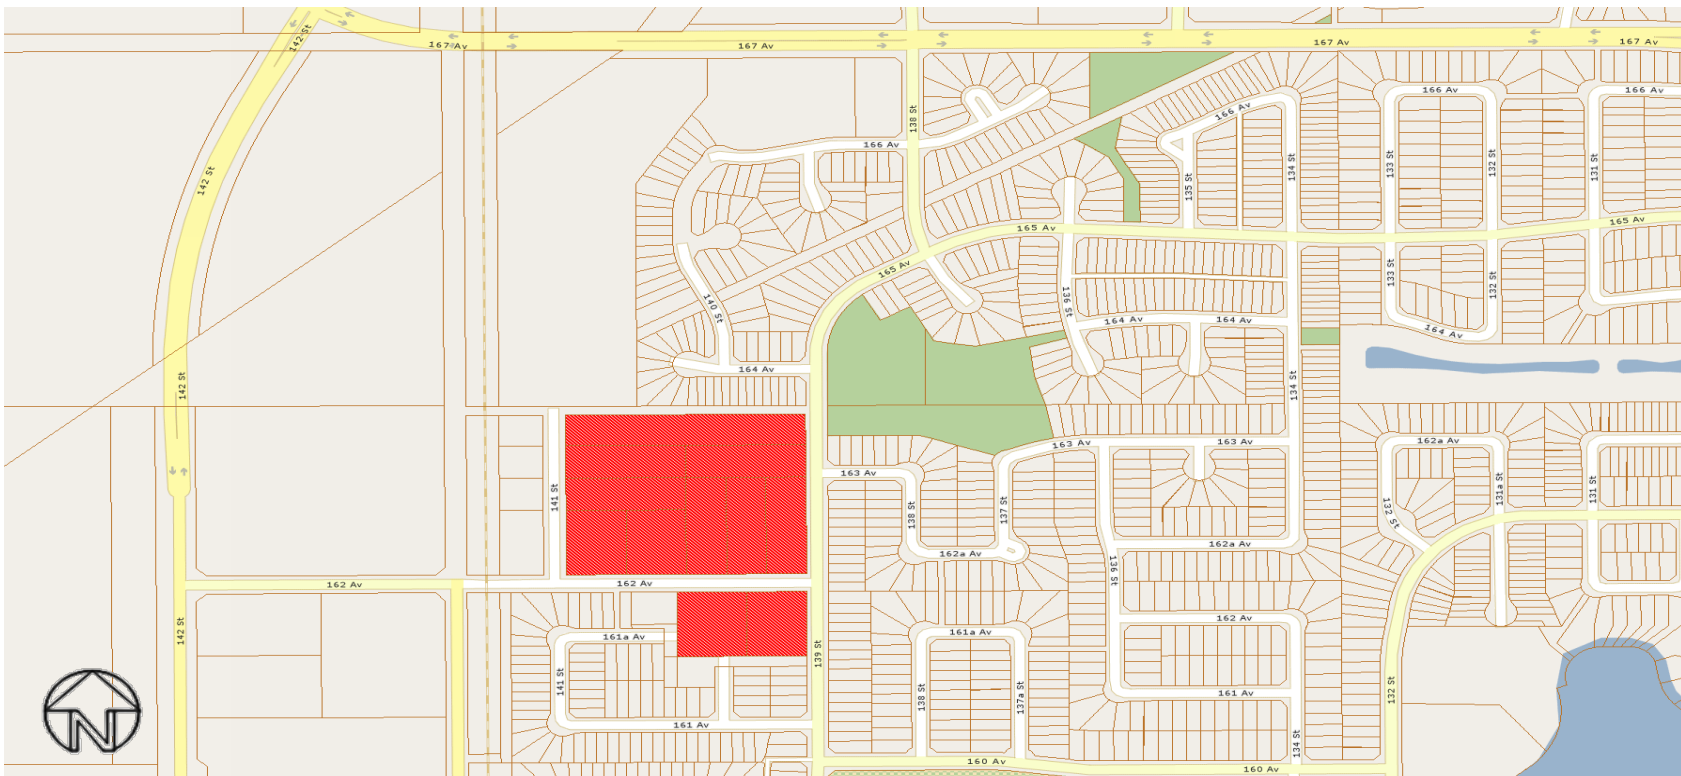 142 St
167 Av
167 Av
167 Av
167 Av
166 Av
166 Av
138 St
166 Av
166 Av
134 St
133 St
132 St
131 St
142 St
135 St
165 Av
165 Av
165 Av
133 St
132 St
136 St
140 St
164 Av
164 Av
164 Av
164 Av
142 St
134 St
163 Av
163 Av
162a Av
163 Av
141 St
138 St
137 St
131a St
131 St
132 St
162a Av
162a Av
136 St
162 Av
162 Av
162 Av
142 St
161a Av
161a Av
139 St
141 St
138 St
137a St
161 Av
132 St
161 Av
134 St
160 Av
160 Av
N